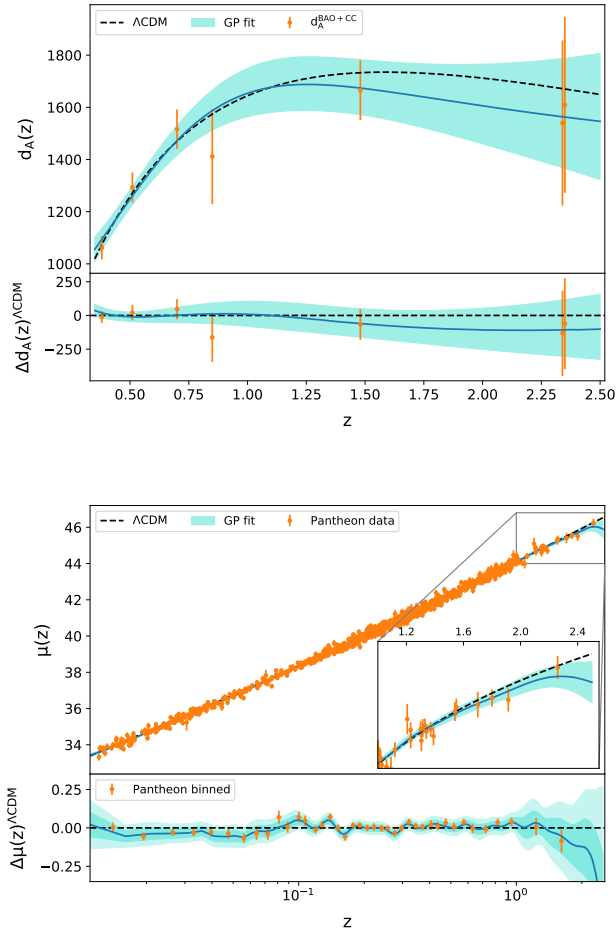 ΛCDM GP fit d_A^{BAO+CC}
1800
1600
1400
1200
1000
d_A(z)
250
0
−250
Δd_A(z)^{ΛCDM}
0.50 0.75 1.00 1.25 1.50 1.75 2.00 2.25 2.50
z
ΛCDM GP fit Pantheon data
46
44
42
40
38
36
34
μ(z)
1.2 1.6 2.0 2.4
Pantheon binned
0.25
0.00
−0.25
Δμ(z)^{ΛCDM}
10^{−1} 10^{0}
z